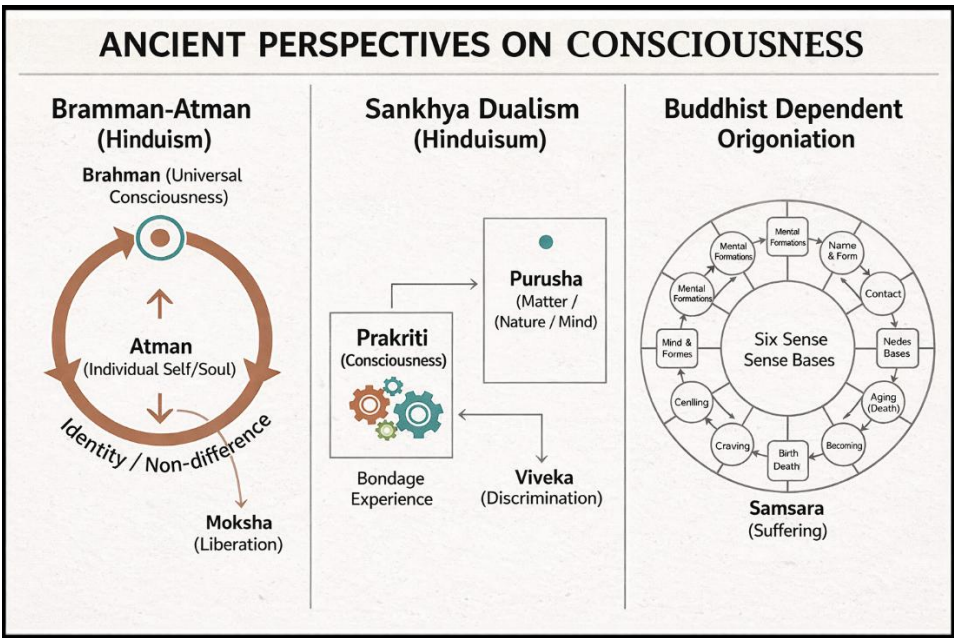 ANCIENT PERSPECTIVES ON CONSCIOUSNESS
Bramman-Atman
(Hinduism)
Brahman (Universal
Consciousness)
Atman
(Individual Self/Soul)
Identity / Non-difference
Moksha
(Liberation)
Sankhya Dualism
(Hinduisum)
Purusha
(Matter /
(Nature / Mind)
Prakriti
(Consciousness)
Bondage
Experience
Viveka
(Discrimination)
Buddhist Dependent
Origoniation
Mental
Formations
Name
& Form
Contact
Nedes
Bases
Aging
(Death)
Becoming
Birth
Death
Craving
Cenlling
Mind &
Formes
Mental
Formations
Mental
Formations
Six Sense
Sense Bases
Samsara
(Suffering)